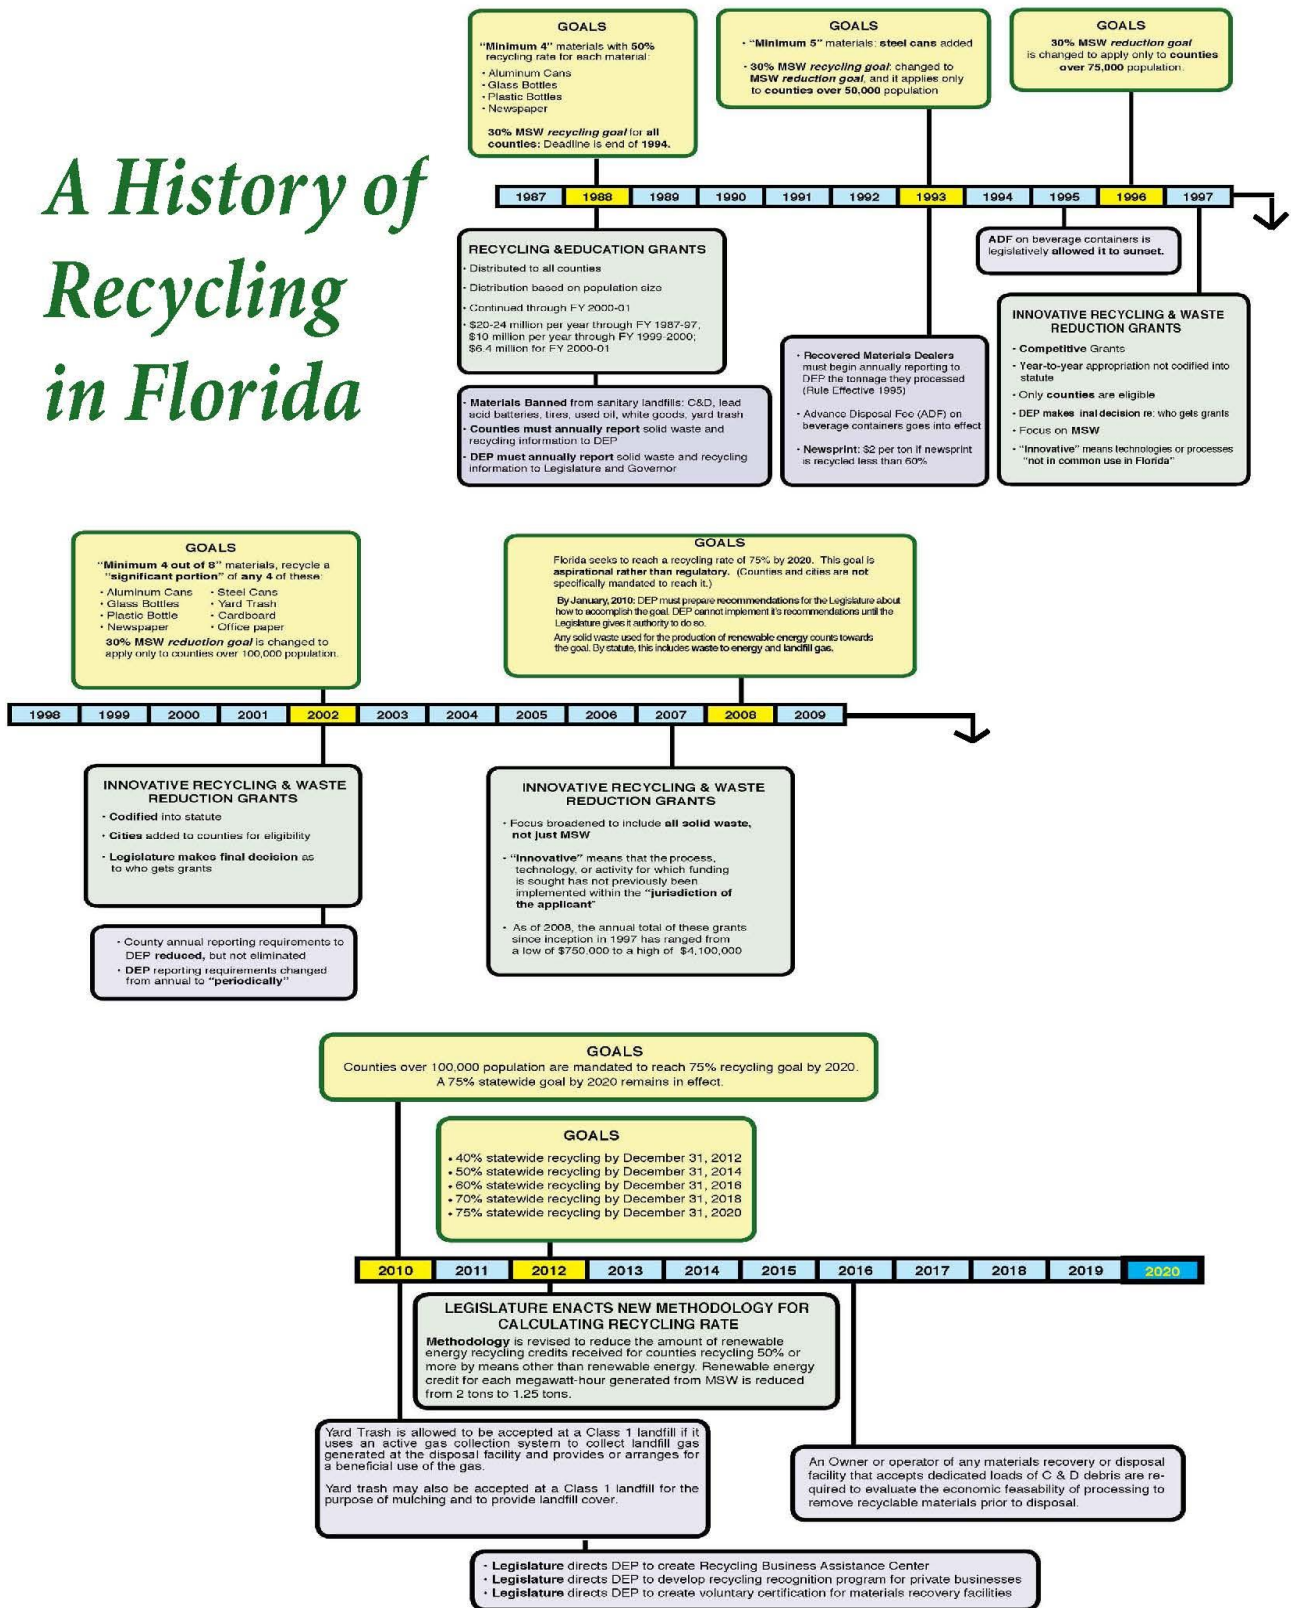 A History of
Recycling
in Florida
GOALS
"Minimum 4" materials with 50%
recycling rate for each material:
• Aluminum Cans
• Glass Bottles
• Plastic Bottles
• Newspaper
30% MSW recycling goal for all
counties: Deadline is end of 1994.
GOALS
• "Minimum 5" materials: steel cans added
• 30% MSW recycling goal: changed to
MSW reduction goal, and it applies only
to counties over 50,000 population
GOALS
30% MSW reduction goal
is changed to apply only to counties
over 75,000 population.
1987 1988 1989 1990 1991 1992 1993 1994 1995 1996 1997
RECYCLING &EDUCATION GRANTS
• Distributed to all counties
• Distribution based on population size
• Continued through FY 2000-01
• $20-24 million per year through FY 1987-97;
$10 million per year through FY 1999-2000;
$6.4 million for FY 2000-01
• Materials Banned from sanitary landfills: C&D, lead
acid batteries, tires, used oil, white goods, yard trash
• Counties must annually report solid waste and
recycling information to DEP
• DEP must annually report solid waste and recycling
information to Legislature and Governor
• Recovered Materials Dealers
must begin annually reporting to
DEP the tonnage they processed
(Rule Effective 1995)
• Advance Disposal Fee (ADF) on
beverage containers goes into effect
• Newsprint: $2 per ton if newsprint
is recycled less than 60%
ADF on beverage containers is
legislatively allowed it to sunset.
INNOVATIVE RECYCLING & WASTE
REDUCTION GRANTS
• Competitive Grants
• Year-to-year appropriation not codified into
statute
• Only counties are eligible
• DEP makes inal decision re: who gets grants
• Focus on MSW
• "Innovative" means technologies or processes
"not in common use in Florida"
GOALS
"Minimum 4 out of 8" materials, recycle a
"significant portion" of any 4 of these:
• Aluminum Cans • Steel Cans
• Glass Bottles • Yard Trash
• Plastic Bottle • Cardboard
• Newspaper • Office paper
30% MSW reduction goal is changed to
apply only to counties over 100,000 population.
GOALS
Florida seeks to reach a recycling rate of 75% by 2020. This goal is
aspirational rather than regulatory. (Counties and cities are not
specifically mandated to reach it.)
By January, 2010: DEP must prepare recommendations for the Legislature about
how to accomplish the goal. DEP cannot implement it's recommendations until the
Legislature gives it authority to do so.
Any solid waste used for the production of renewable energy counts towards
the goal. By statute, this includes waste to energy and landfill gas.
1998 1999 2000 2001 2002 2003 2004 2005 2006 2007 2008 2009
INNOVATIVE RECYCLING & WASTE
REDUCTION GRANTS
• Codified into statute
• Cities added to counties for eligibility
• Legislature makes final decision as
to who gets grants
• County annual reporting requirements to
DEP reduced, but not eliminated
• DEP reporting requirements changed
from annual to "periodically"
INNOVATIVE RECYCLING & WASTE
REDUCTION GRANTS
• Focus broadened to include all solid waste,
not just MSW
• "Innovative" means that the process,
technology, or activity for which funding
is sought has not previously been
implemented within the "jurisdiction of
the applicant"
• As of 2008, the annual total of these grants
since inception in 1997 has ranged from
a low of $750,000 to a high of $4,100,000
GOALS
Counties over 100,000 population are mandated to reach 75% recycling goal by 2020.
A 75% statewide goal by 2020 remains in effect.
GOALS
• 40% statewide recycling by December 31, 2012
• 50% statewide recycling by December 31, 2014
• 60% statewide recycling by December 31, 2016
• 70% statewide recycling by December 31, 2018
• 75% statewide recycling by December 31, 2020
2010 2011 2012 2013 2014 2015 2016 2017 2018 2019 2020
LEGISLATURE ENACTS NEW METHODOLOGY FOR
CALCULATING RECYCLING RATE
Methodology is revised to reduce the amount of renewable
energy recycling credits received for counties recycling 50% or
more by means other than renewable energy. Renewable energy
credit for each megawatt-hour generated from MSW is reduced
from 2 tons to 1.25 tons.
Yard Trash is allowed to be accepted at a Class 1 landfill if it
uses an active gas collection system to collect landfill gas
generated at the disposal facility and provides or arranges for
a beneficial use of the gas.
Yard trash may also be accepted at a Class 1 landfill for the
purpose of mulching and to provide landfill cover.
An Owner or operator of any materials recovery or disposal
facility that accepts dedicated loads of C & D debris are re-
quired to evaluate the economic feasability of processing to
remove recyclable materials prior to disposal.
• Legislature directs DEP to create Recycling Business Assistance Center
• Legislature directs DEP to develop recycling recognition program for private businesses
• Legislature directs DEP to create voluntary certification for materials recovery facilities